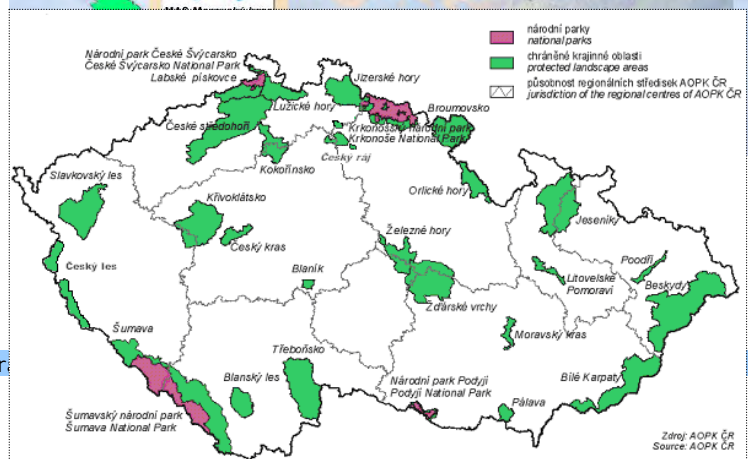 národní parky
national parks
chráněné krajinné oblasti
protected landscape areas
působnost regionálních středisek AOPK ČR
jurisdiction of the regional centres of AOPK ČR
Národní park České Švýcarsko
České Švýcarsko National Park
Labské pískovce
Jizerské hory
Lužické hory
Broumovsko
České středohoří
Krkonošský národní park
Krkonoše National Park
Český ráj
Kokořínsko
Slavkovský les
Orlické hory
Křivoklátsko
Jeseníky
Český kras
Železné hory
Český les
Blaník
Litovelské
Pomoraví
Poodří
Beskydy
Žďárské vrchy
Šumava
Moravský kras
Třeboňsko
Blanský les
Národní park Podyjí
Podyjí National Park
Bílé Karpaty
Pálava
Šumavský národní park
Šumava National Park
Zdroj: AOPK ČR
Source: AOPK ČR